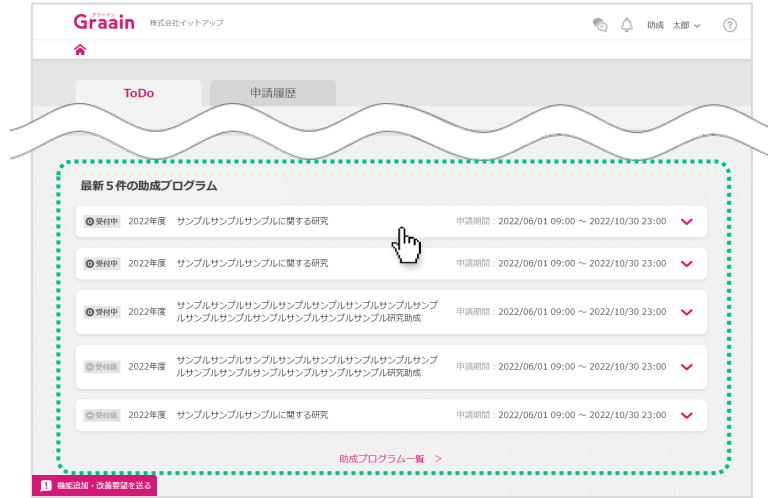 グラーイン
Graain 株式会社イットアップ 助成 太郎 ?
ToDo 申請履歴
最新5件の助成プログラム
受付中 2022年度 サンプルサンプルサンプルに関する研究 申請期間：2022/06/01 09:00 ～ 2022/10/30 23:00
受付中 2022年度 サンプルサンプルサンプルに関する研究 申請期間：2022/06/01 09:00 ～ 2022/10/30 23:00
受付中 2022年度 サンプルサンプルサンプルサンプルサンプルサンプルサンプルサンプルサンプ 申請期間：2022/06/01 09:00 ～ 2022/10/30 23:00
ルサンプルサンプルサンプルサンプルサンプルサンプル研究助成
受付前 2022年度 サンプルサンプルサンプルサンプルサンプルサンプルサンプルサンプルサンプ 申請期間：2022/06/01 09:00 ～ 2022/10/30 23:00
ルサンプルサンプルサンプルサンプルサンプルサンプル研究助成
受付前 2022年度 サンプルサンプルサンプルに関する研究 申請期間：2022/06/01 09:00 ～ 2022/10/30 23:00
助成プログラム一覧 ＞
! 機能追加・改善要望を送る